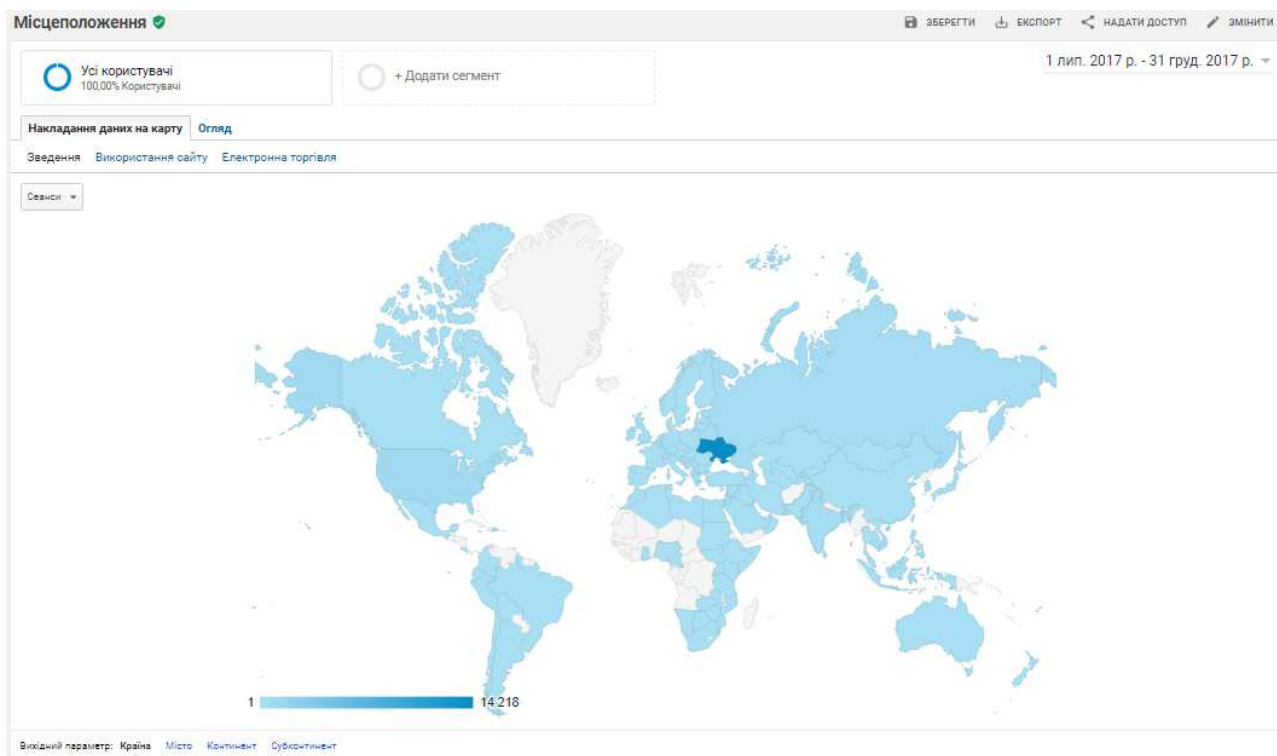 Місцеположення
ЗБЕРЕГТИ ЕКСПОРТ НАДАТИ ДОСТУП ЗМІНИТИ
Усі користувачі
100,00% Користувачі
+ Додати сегмент
1 лип. 2017 р. - 31 груд. 2017 р.
Накладання даних на карту Огляд
Зведення Використання сайту Електронна торгівля
Сеанси
1 14 218
Вихідний параметр: Країна Місто Континент Субконтинент